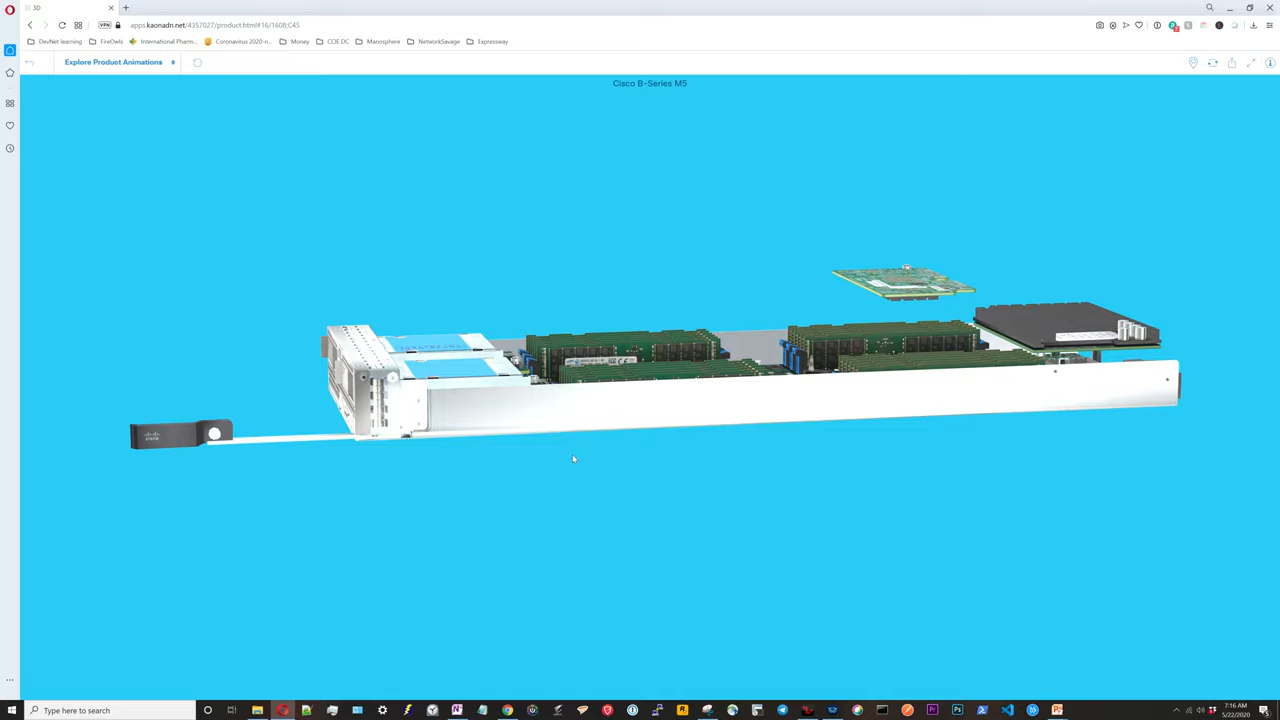 3D
VPN
apps.kaonadn.net/4357027/product.html#16/1608;C45
DevNet learning
FireOwls
International Pharm...
Coronavirus 2020-n...
Money
CCIE DC
Manosphere
NetworkSavage
Expressway
Explore Product Animations
Cisco B-Series M5
Type here to search
7:16 AM
5/22/2020